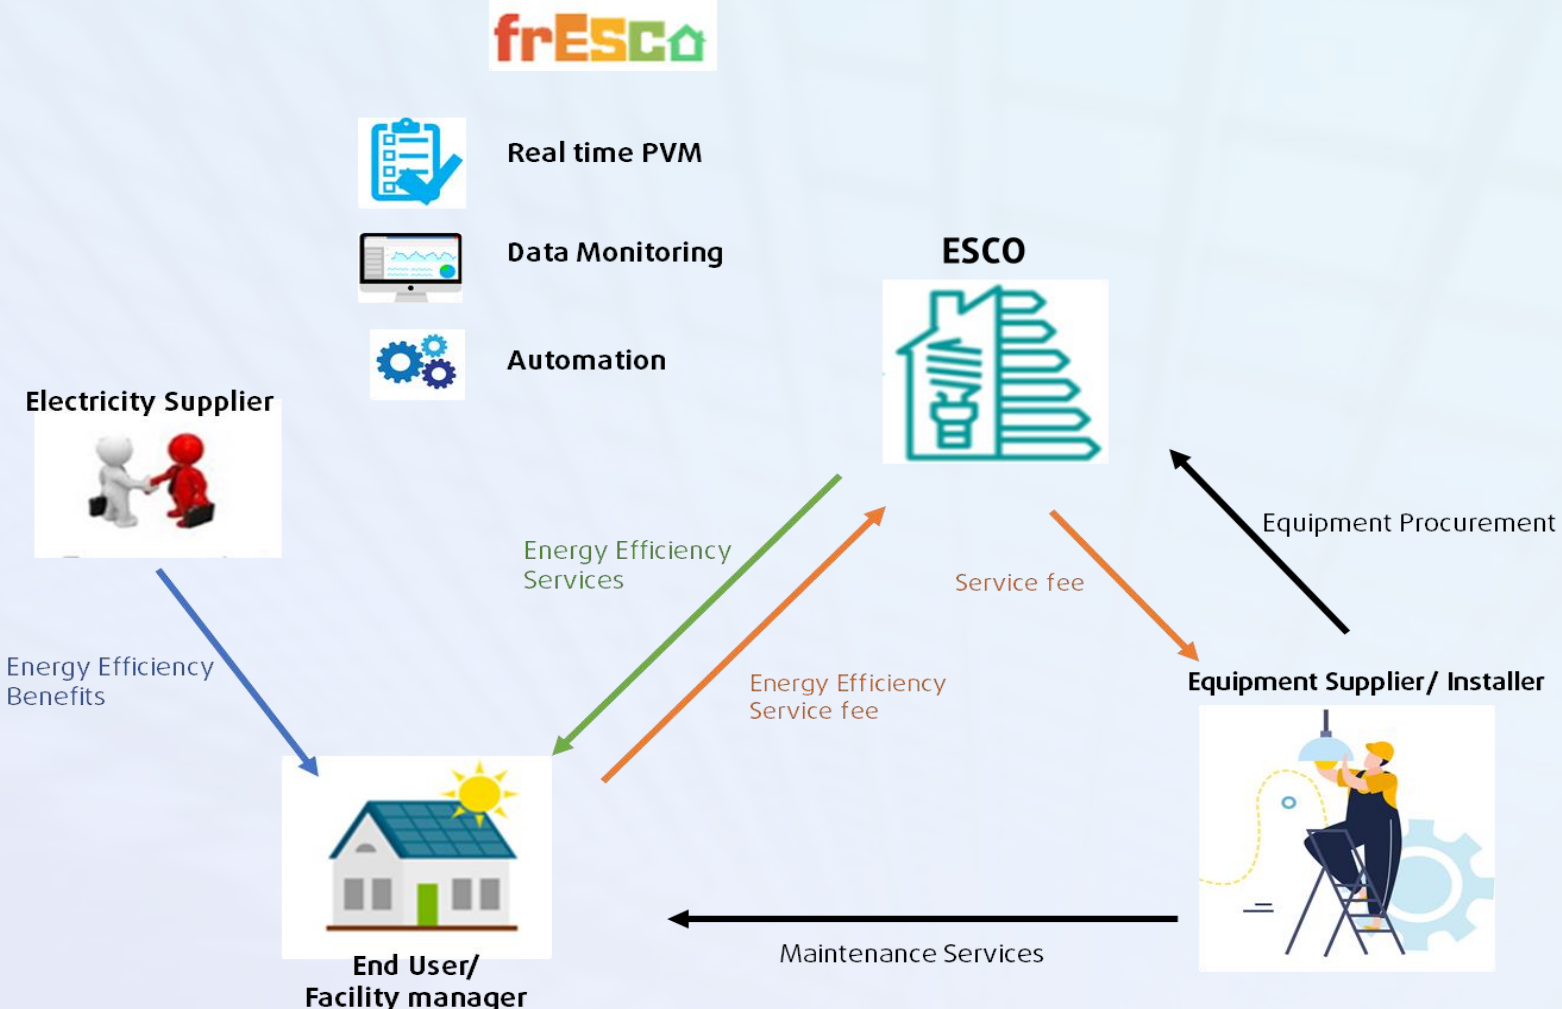 frESCo
Real time PVM
Data Monitoring
ESCO
Automation
Electricity Supplier
Equipment Procurement
Energy Efficiency
Services
Service fee
Energy Efficiency
Benefits
Energy Efficiency
Service fee
Equipment Supplier/ Installer
Maintenance Services
End User/
Facility manager